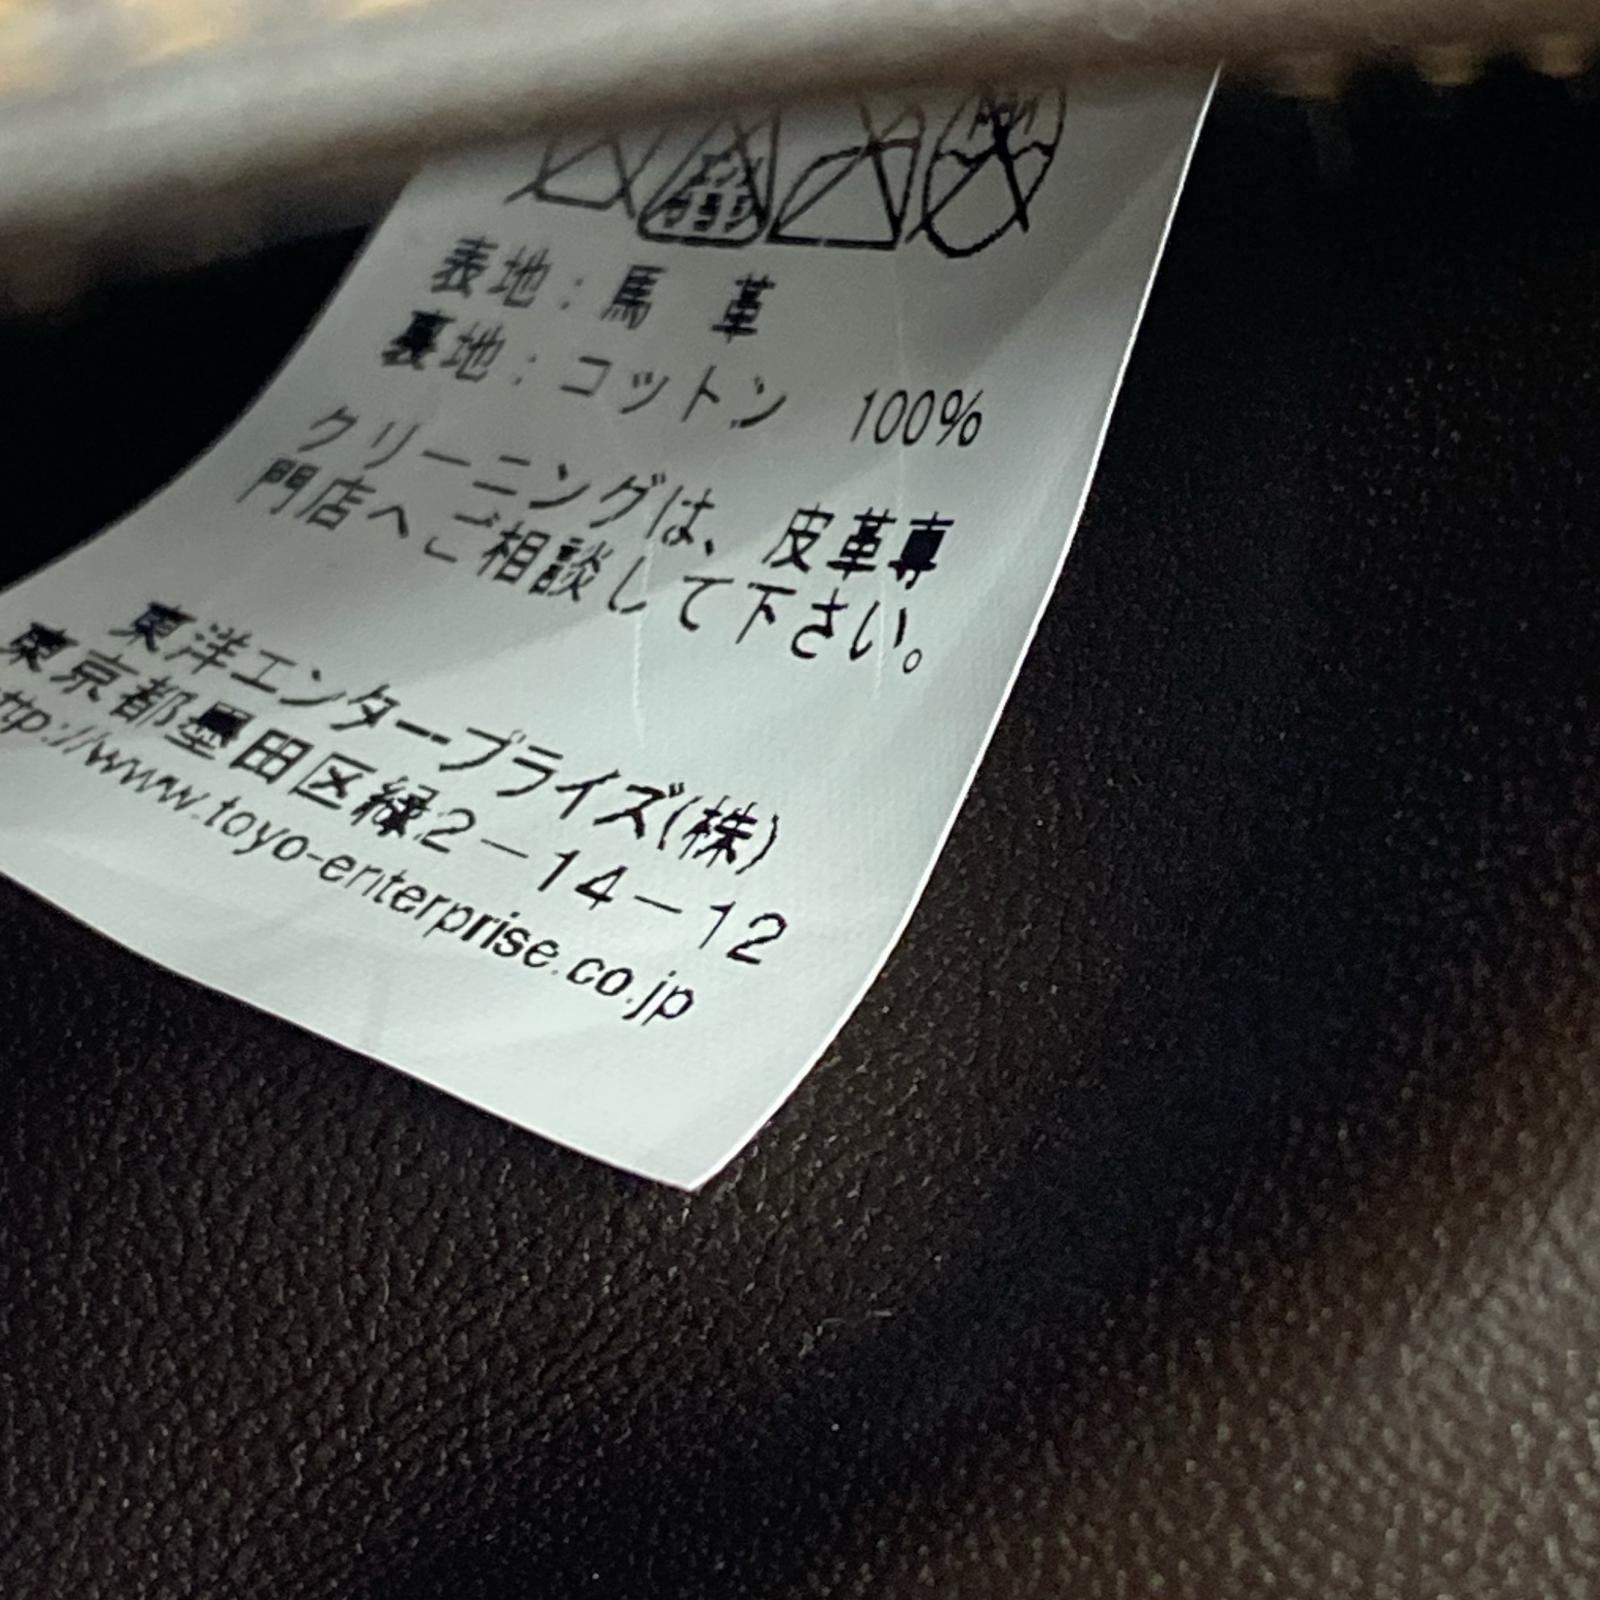 表地：馬　革
裏地：コットン　100%
クリーニングは、皮革専
門店へご相談して下さい。
東洋エンタープライズ(株)
東京都墨田区緑2－14－12
ttp://www.toyo-enterprise.co.jp